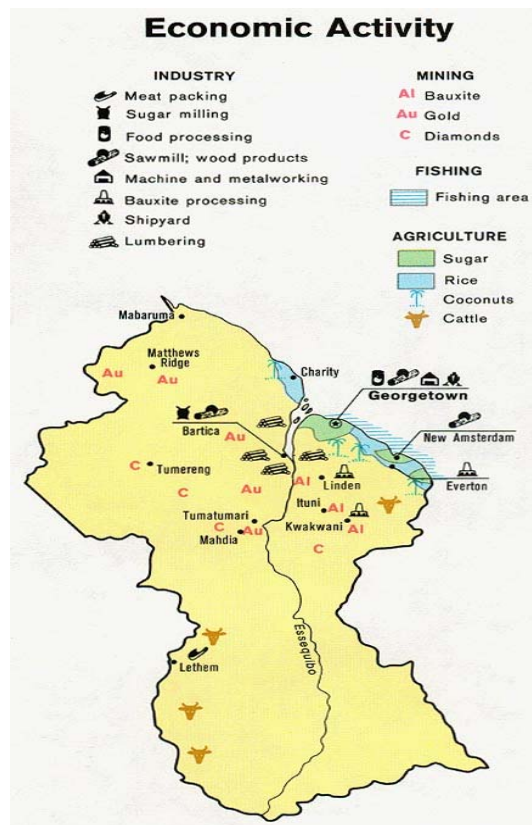 Economic Activity
INDUSTRY
Meat packing
Sugar milling
Food processing
Sawmill; wood products
Machine and metalworking
Bauxite processing
Shipyard
Lumbering
MINING
Al Bauxite
Au Gold
C Diamonds
FISHING
Fishing area
AGRICULTURE
Sugar
Rice
Coconuts
Cattle
Mabaruma
Matthews
Ridge
Au
Au
Charity
Georgetown
Bartica
Au
New Amsterdam
C
Tumereng
C
Au
Al
Linden
Everton
Ituni
Al
Tumatumari
C
Au
Mahdia
Kwakwani
Al
C
Essequibo
Lethem